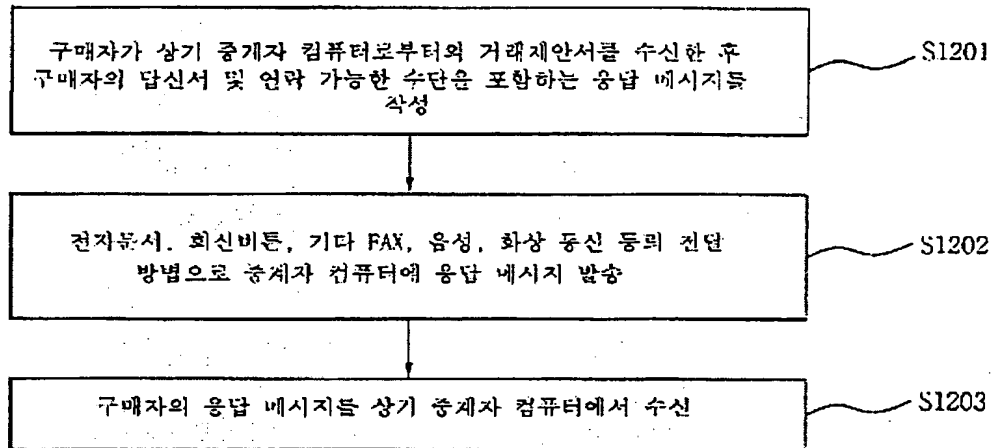 구매자가 상기 중개자 컴퓨터로부터의 거래제안서를 수신한 후
구매자의 답신서 및 연락 가능한 수단을 포함하는 응답 메시지를
작성
S1201
전자문서, 회신버튼, 기타 FAX, 음성, 화상 통신 등의 전달
방법으로 중개자 컴퓨터에 응답 메시지 발송
S1202
구매자의 응답 메시지를 상기 중개자 컴퓨터에서 수신
S1203